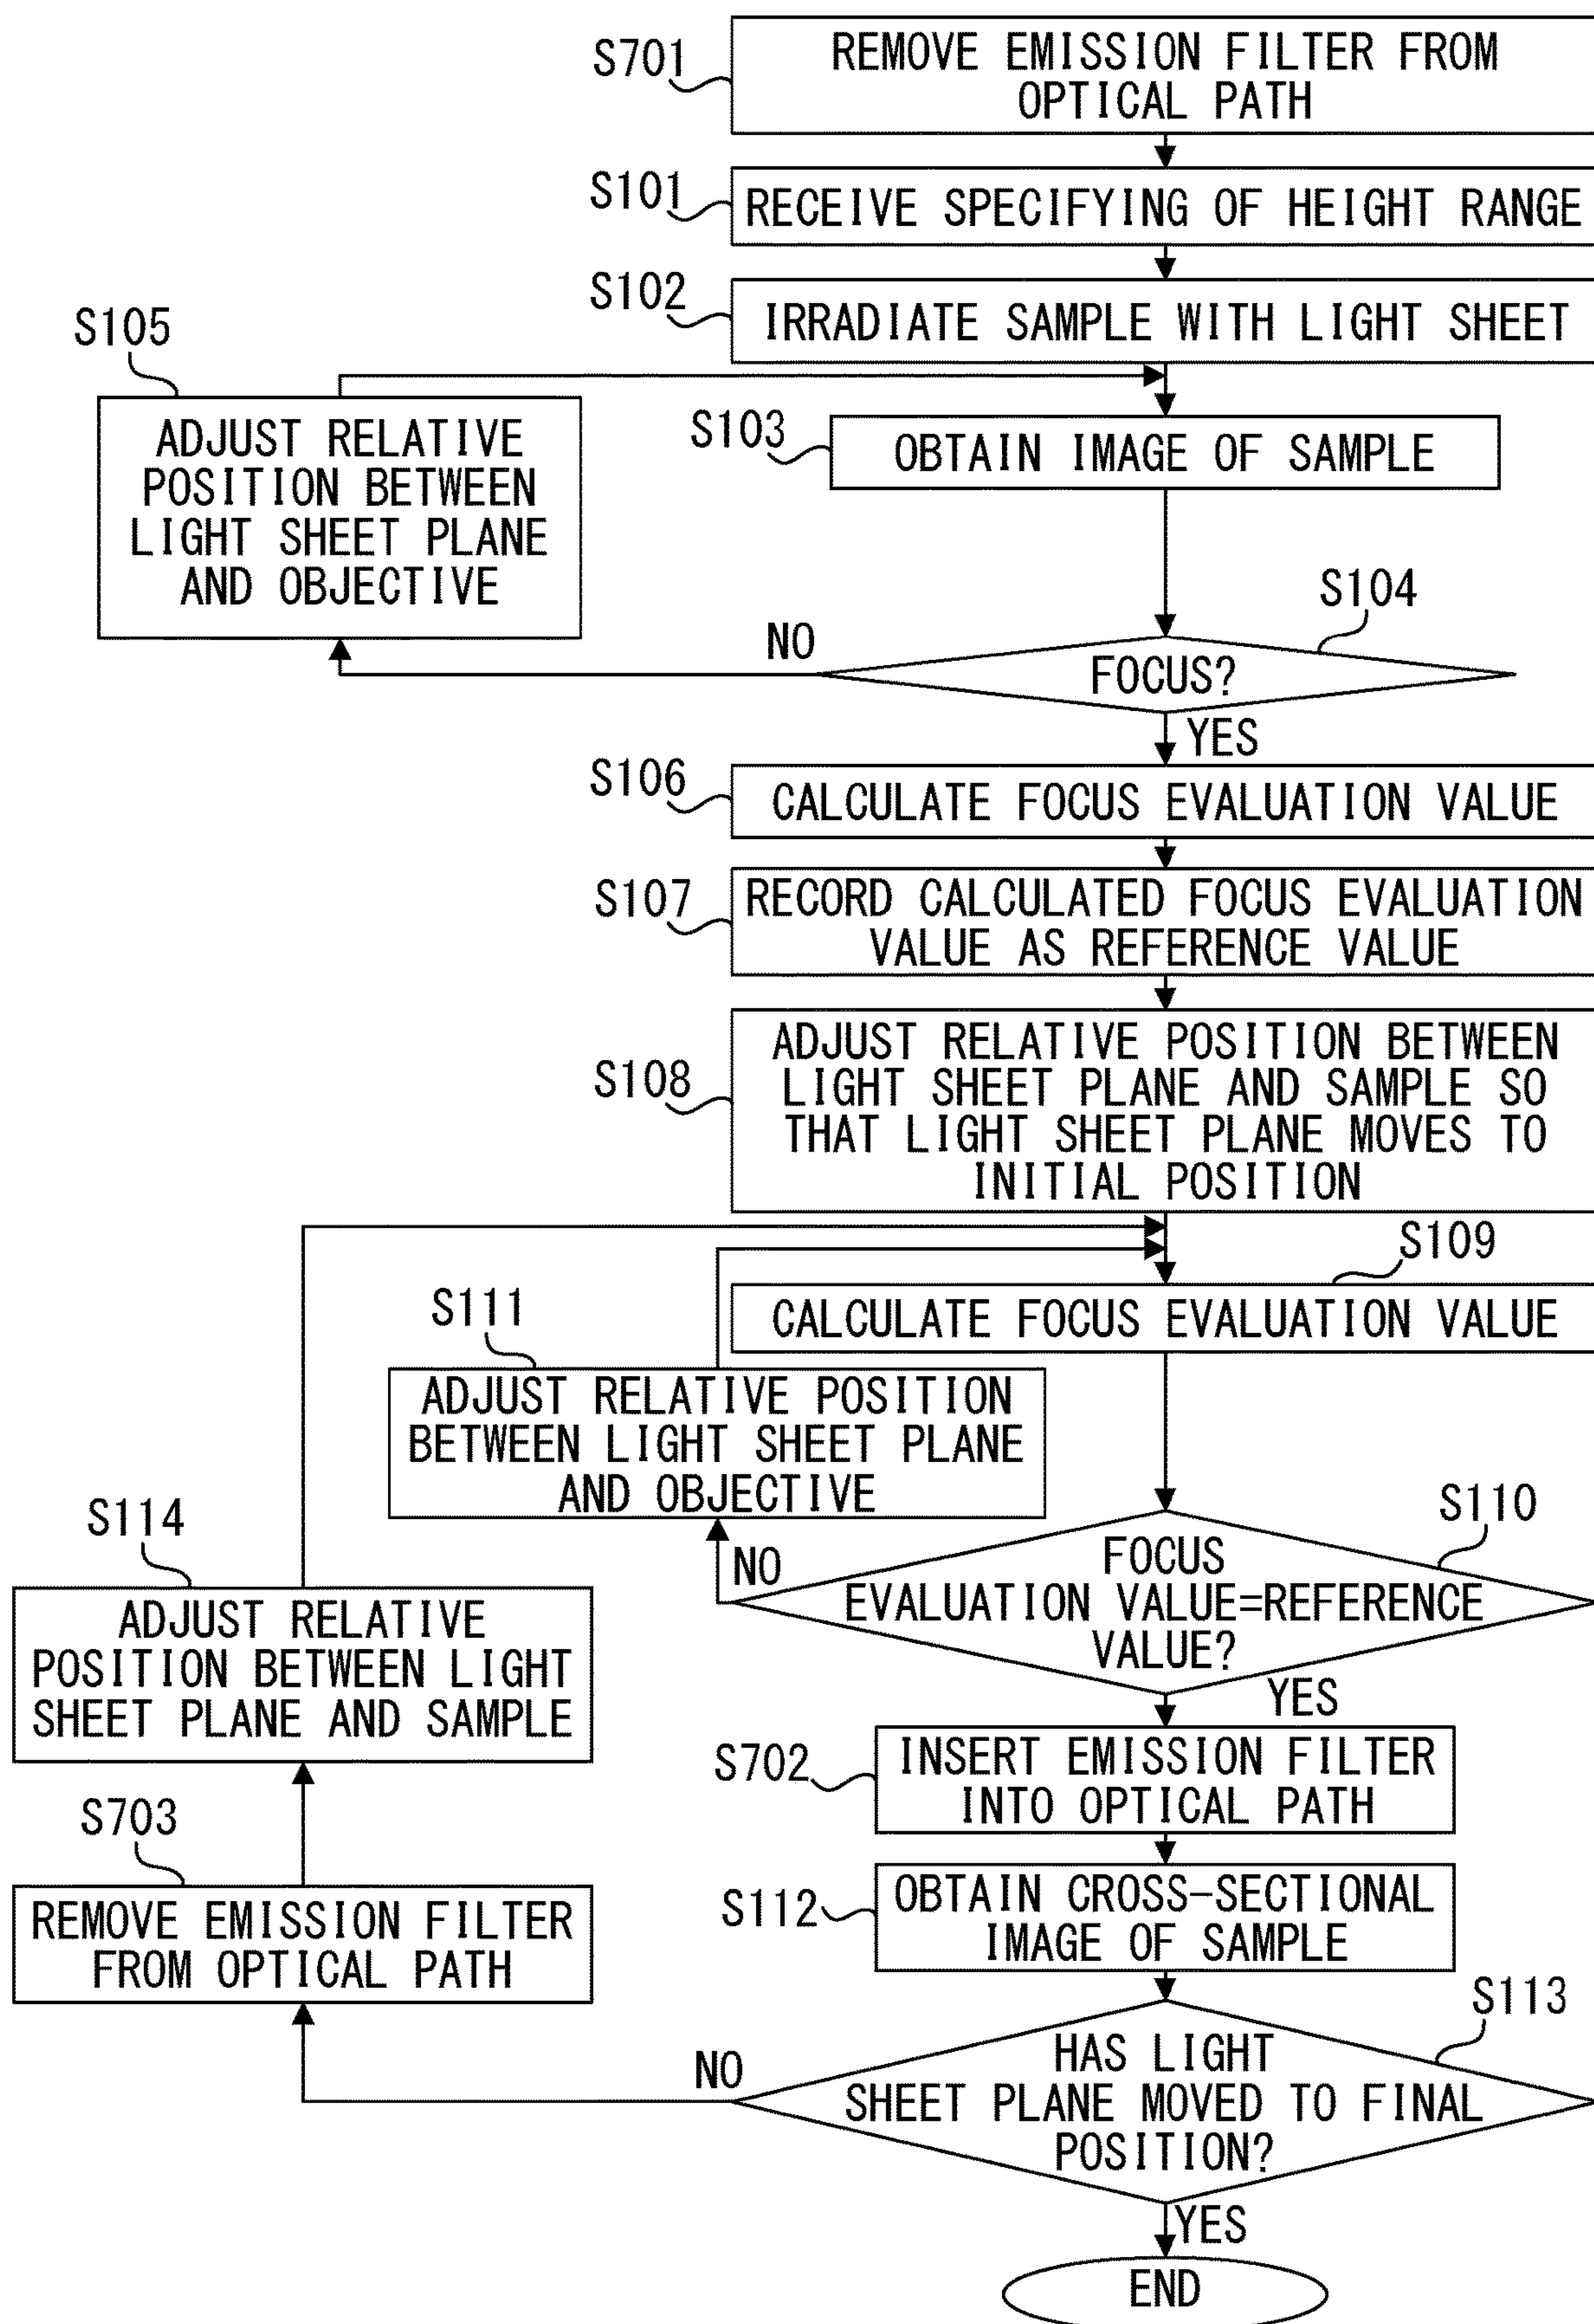 S701
REMOVE EMISSION FILTER FROM
OPTICAL PATH
S101
RECEIVE SPECIFYING OF HEIGHT RANGE
S102
IRRADIATE SAMPLE WITH LIGHT SHEET
S105
ADJUST RELATIVE
POSITION BETWEEN
LIGHT SHEET PLANE
AND OBJECTIVE
S103
OBTAIN IMAGE OF SAMPLE
S104
FOCUS?
NO
YES
S106
CALCULATE FOCUS EVALUATION VALUE
S107
RECORD CALCULATED FOCUS EVALUATION
VALUE AS REFERENCE VALUE
S108
ADJUST RELATIVE POSITION BETWEEN
LIGHT SHEET PLANE AND SAMPLE SO
THAT LIGHT SHEET PLANE MOVES TO
INITIAL POSITION
S109
CALCULATE FOCUS EVALUATION VALUE
S111
ADJUST RELATIVE POSITION
BETWEEN LIGHT SHEET PLANE
AND OBJECTIVE
S110
FOCUS
EVALUATION VALUE=REFERENCE
VALUE?
NO
YES
S114
ADJUST RELATIVE
POSITION BETWEEN LIGHT
SHEET PLANE AND SAMPLE
S702
INSERT EMISSION FILTER
INTO OPTICAL PATH
S703
REMOVE EMISSION FILTER
FROM OPTICAL PATH
S112
OBTAIN CROSS-SECTIONAL
IMAGE OF SAMPLE
S113
HAS LIGHT
SHEET PLANE MOVED TO FINAL
POSITION?
NO
YES
END